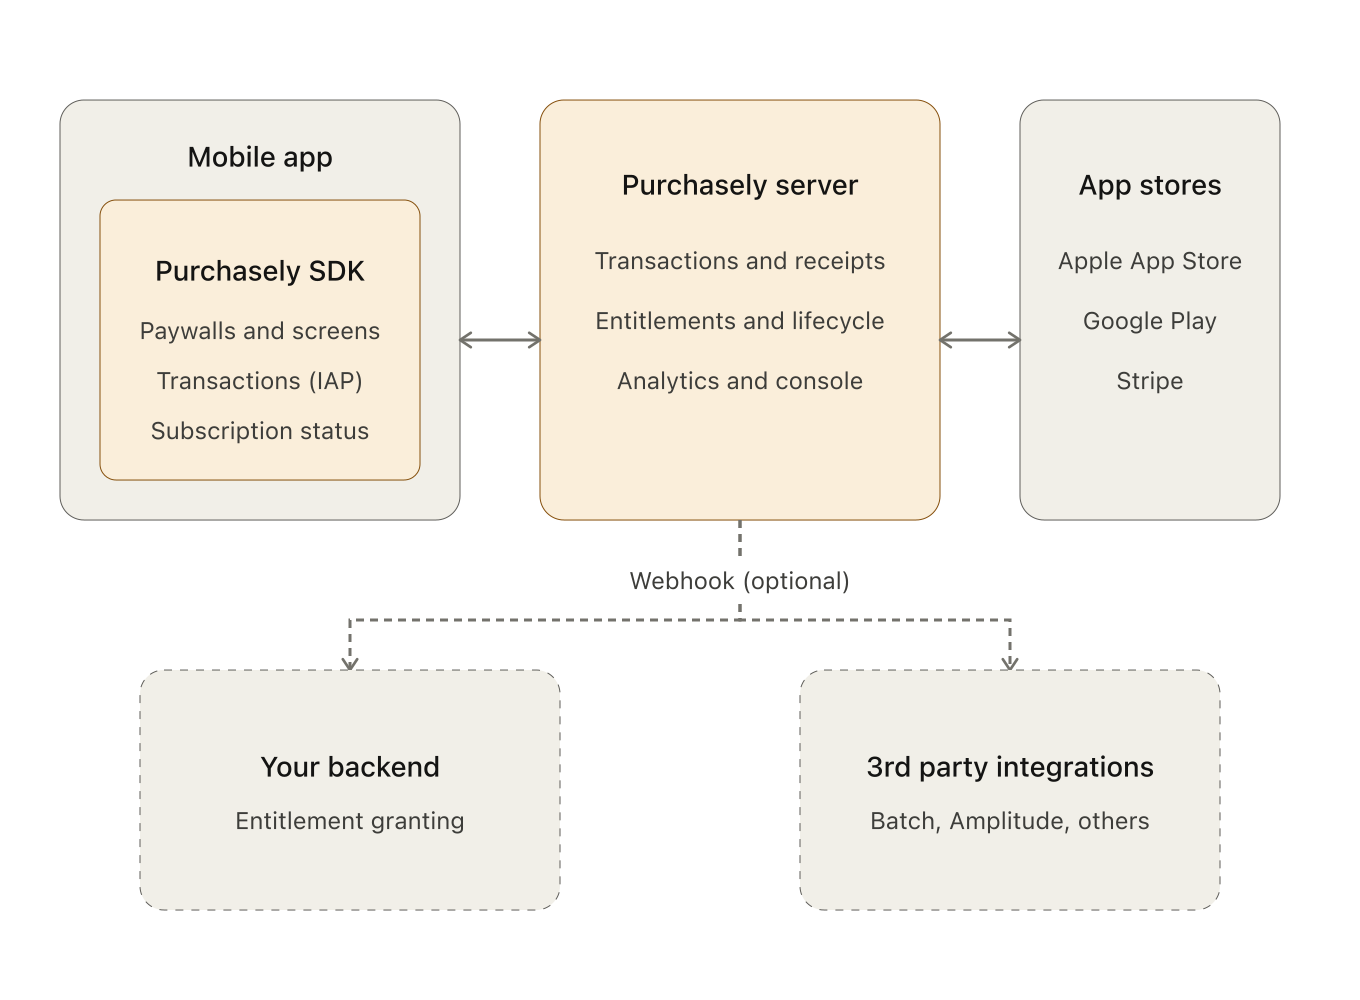 Mobile app
Purchasely SDK
Paywalls and screens
Transactions (IAP)
Subscription status
Purchasely server
Transactions and receipts
Entitlements and lifecycle
Analytics and console
App stores
Apple App Store
Google Play
Stripe
Webhook (optional)
Your backend
Entitlement granting
3rd party integrations
Batch, Amplitude, others